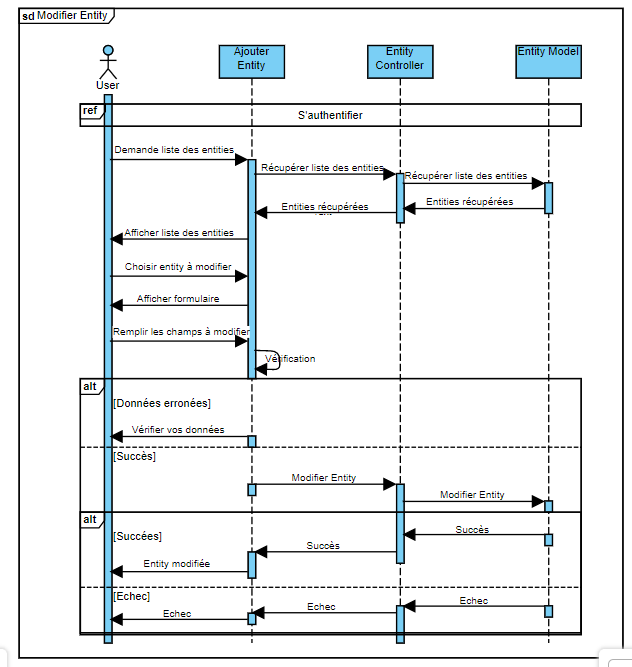 sd Modifier Entity
Ajouter
Entity
Entity
Controller
Entity Model
User
ref
S'authentifier
Demande liste des entities
Récupérer liste des entities
Récupérer liste des entities
Entities récupérées
Entities récupérées
Afficher liste des entities
Choisir entity à modifier
Afficher formulaire
Remplir les champs à modifier
Vérification
alt
[Données erronées]
Vérifier vos données
[Succès]
Modifier Entity
Modifier Entity
alt
[Succées]
Succès
Succès
Entity modifiée
[Echec]
Echec
Echec
Echec